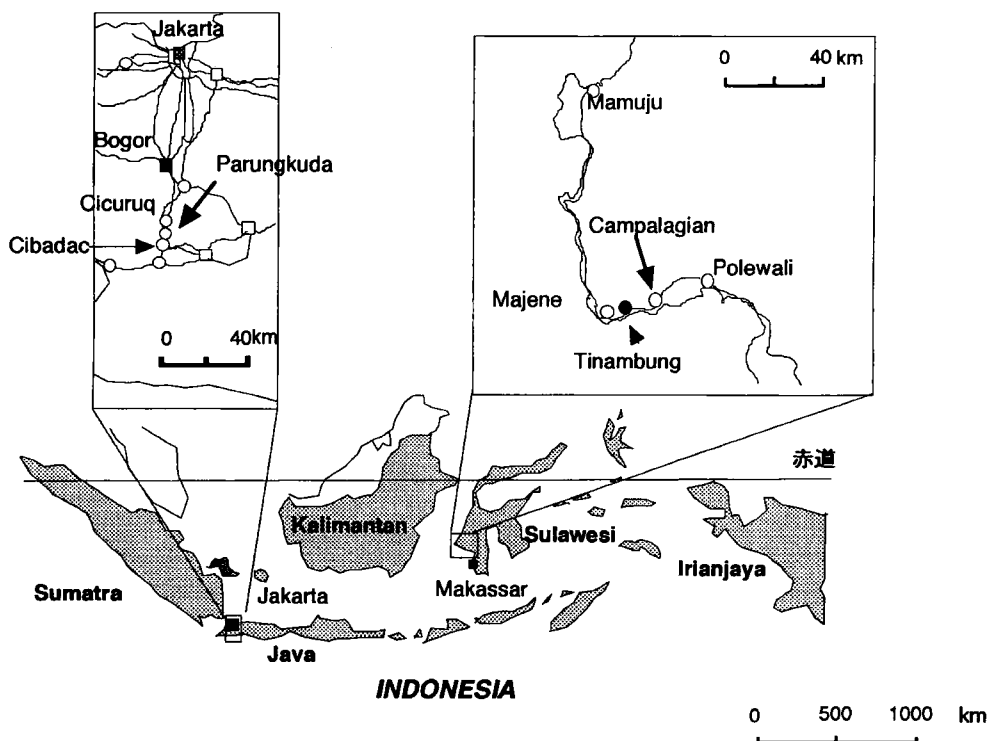 Jakarta
Bogor
Parungkuda
Cicuruq
Cibadac
0 40km
0 40 km
Mamuju
Campalagian
Polewali
Majene
Tinambung
赤道
Kalimantan
Sulawesi
Irianjaya
Sumatra
Jakarta
Makassar
Java
INDONESIA
0 500 1000 km